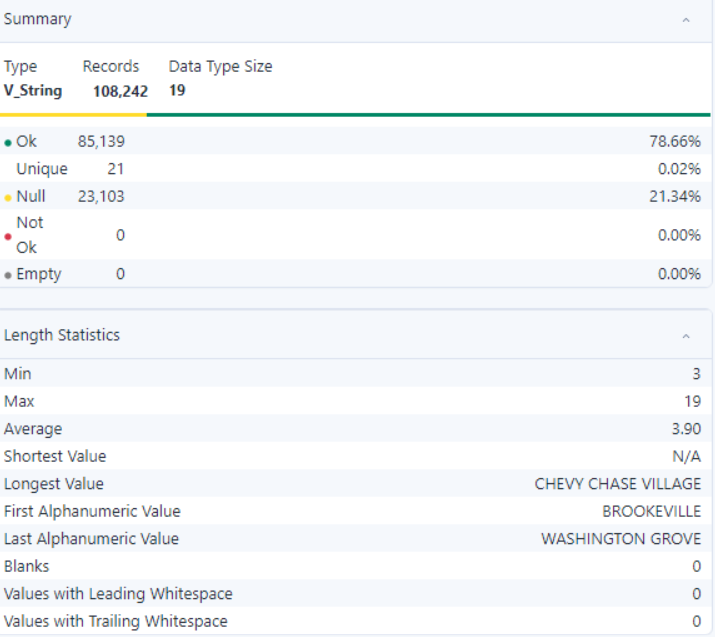 Summary
Type Records Data Type Size
V_String 108,242 19
Ok 85,139 78.66%
Unique 21 0.02%
Null 23,103 21.34%
Not
Ok 0 0.00%
Empty 0 0.00%
Length Statistics
Min 3
Max 19
Average 3.90
Shortest Value N/A
Longest Value CHEVY CHASE VILLAGE
First Alphanumeric Value BROOKEVILLE
Last Alphanumeric Value WASHINGTON GROVE
Blanks 0
Values with Leading Whitespace 0
Values with Trailing Whitespace 0